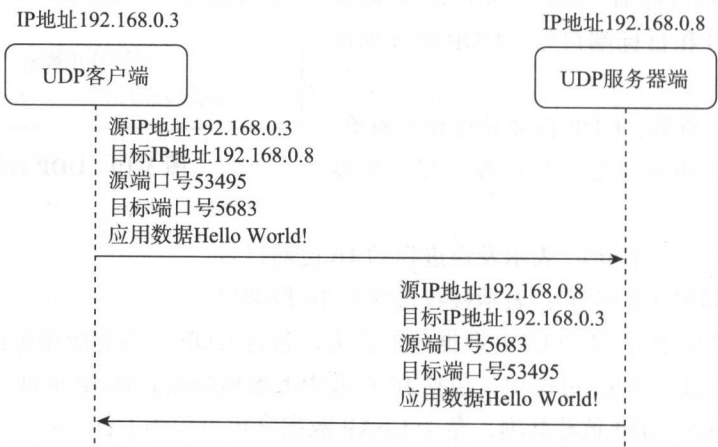 IP地址192.168.0.3
IP地址192.168.0.8
UDP客户端
UDP服务器端
源IP地址192.168.0.3
目标IP地址192.168.0.8
源端口号53495
目标端口号5683
应用数据Hello World!
源IP地址192.168.0.8
目标IP地址192.168.0.3
源端口号5683
目标端口号53495
应用数据Hello World!